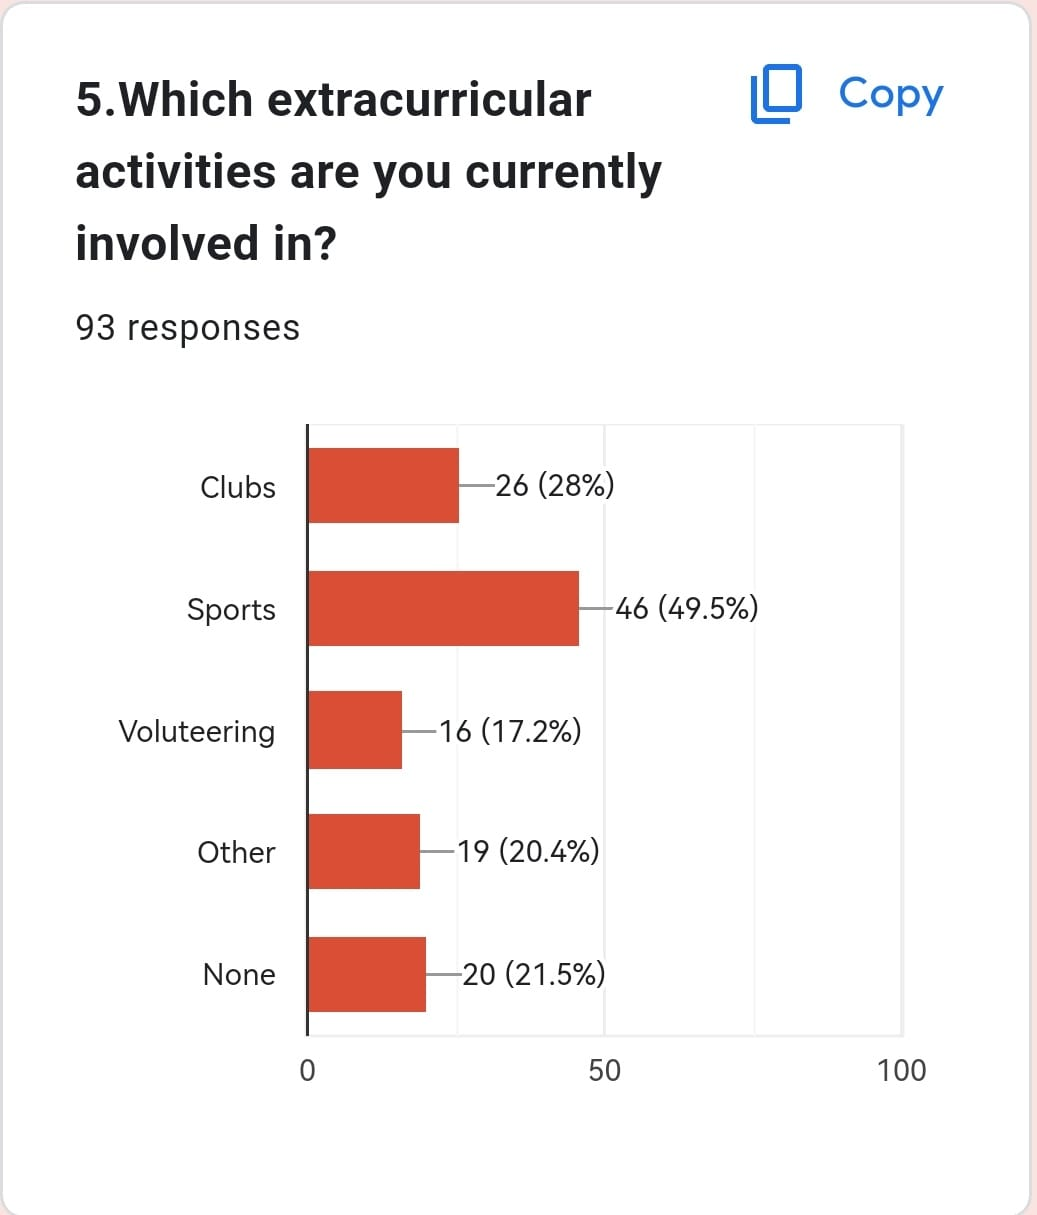 5.Which extracurricular
activities are you currently
involved in?
Copy
93 responses
Clubs 26 (28%)
Sports 46 (49.5%)
Voluteering 16 (17.2%)
Other 19 (20.4%)
None 20 (21.5%)
0 50 100